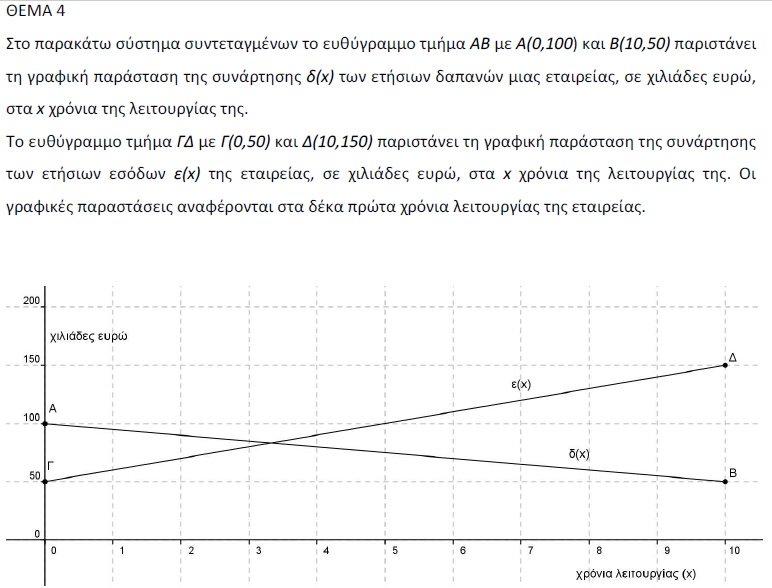 ΘΕΜΑ 4
Στο παρακάτω σύστημα συντεταγμένων το ευθύγραμμο τμήμα ΑΒ με Α(0,100) και Β(10,50) παριστάνει
τη γραφική παράσταση της συνάρτησης δ(x) των ετήσιων δαπανών μιας εταιρείας, σε χιλιάδες ευρώ,
στα x χρόνια της λειτουργίας της.
Το ευθύγραμμο τμήμα ΓΔ με Γ(0,50) και Δ(10,150) παριστάνει τη γραφική παράσταση της συνάρτησης
των ετήσιων εσόδων ε(x) της εταιρείας, σε χιλιάδες ευρώ, στα x χρόνια της λειτουργίας της. Οι
γραφικές παραστάσεις αναφέρονται στα δέκα πρώτα χρόνια λειτουργίας της εταιρείας.
200
χιλιάδες ευρώ
150
Δ
ε(x)
Α
100
δ(x)
Γ
Β
50
0
0 1 2 3 4 5 6 7 8 9 10
χρόνια λειτουργίας (x)